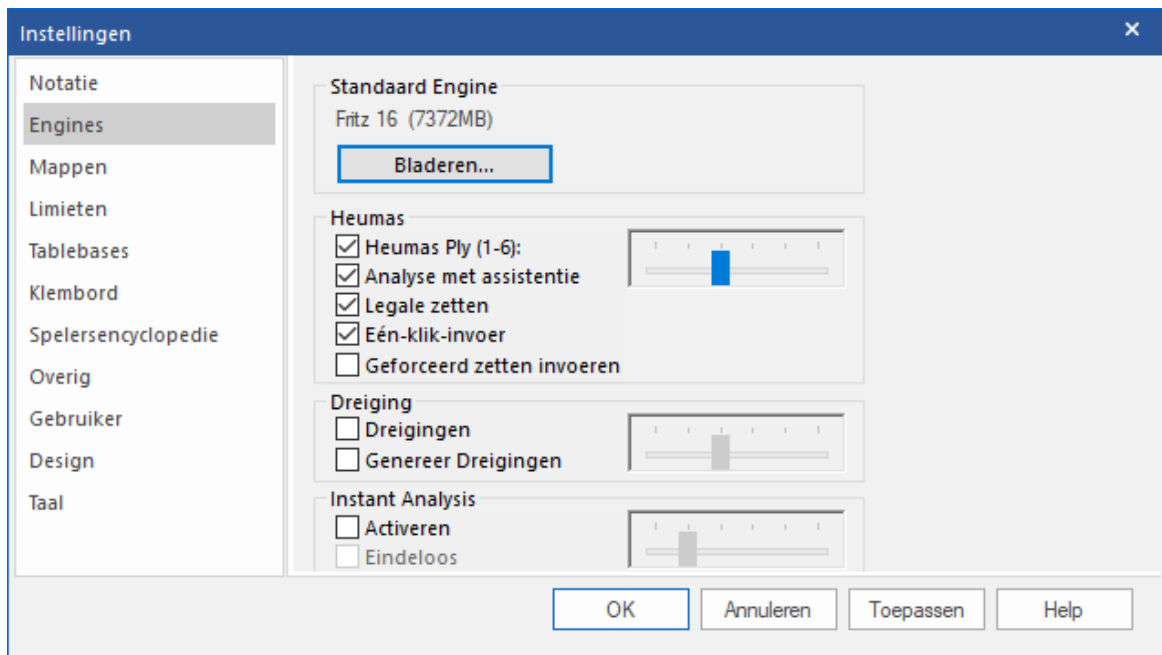 Instellingen
Notatie
Engines
Mappen
Limieten
Tablebases
Klembord
Spelersencyclopedie
Overig
Gebruiker
Design
Taal
Standaard Engine
Fritz 16 (7372MB)
Bladeren...
Heumas
Heumas Ply (1-6):
Analyse met assistentie
Legale zetten
Eén-klik-invoer
Geforceerd zetten invoeren
Dreiging
Dreigingen
Genereer Dreigingen
Instant Analysis
Activeren
Eindeloos
OK Annuleren Toepassen Help